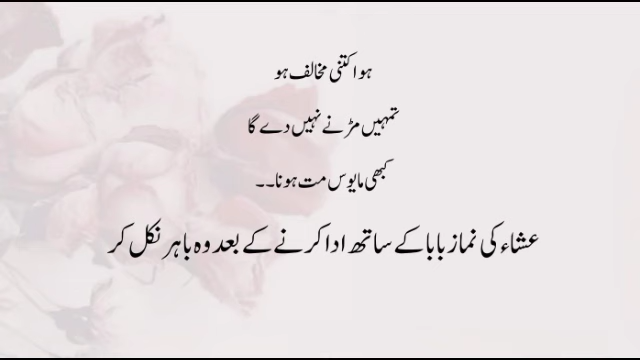 ہوا کتنی مخالف ہو
تمہیں مڑنے نہیں دے گا
کبھی مایوس مت ہونا۔۔
عشاء کی نماز بابا کے ساتھ ادا کرنے کے بعد وہ باہر نکل کر